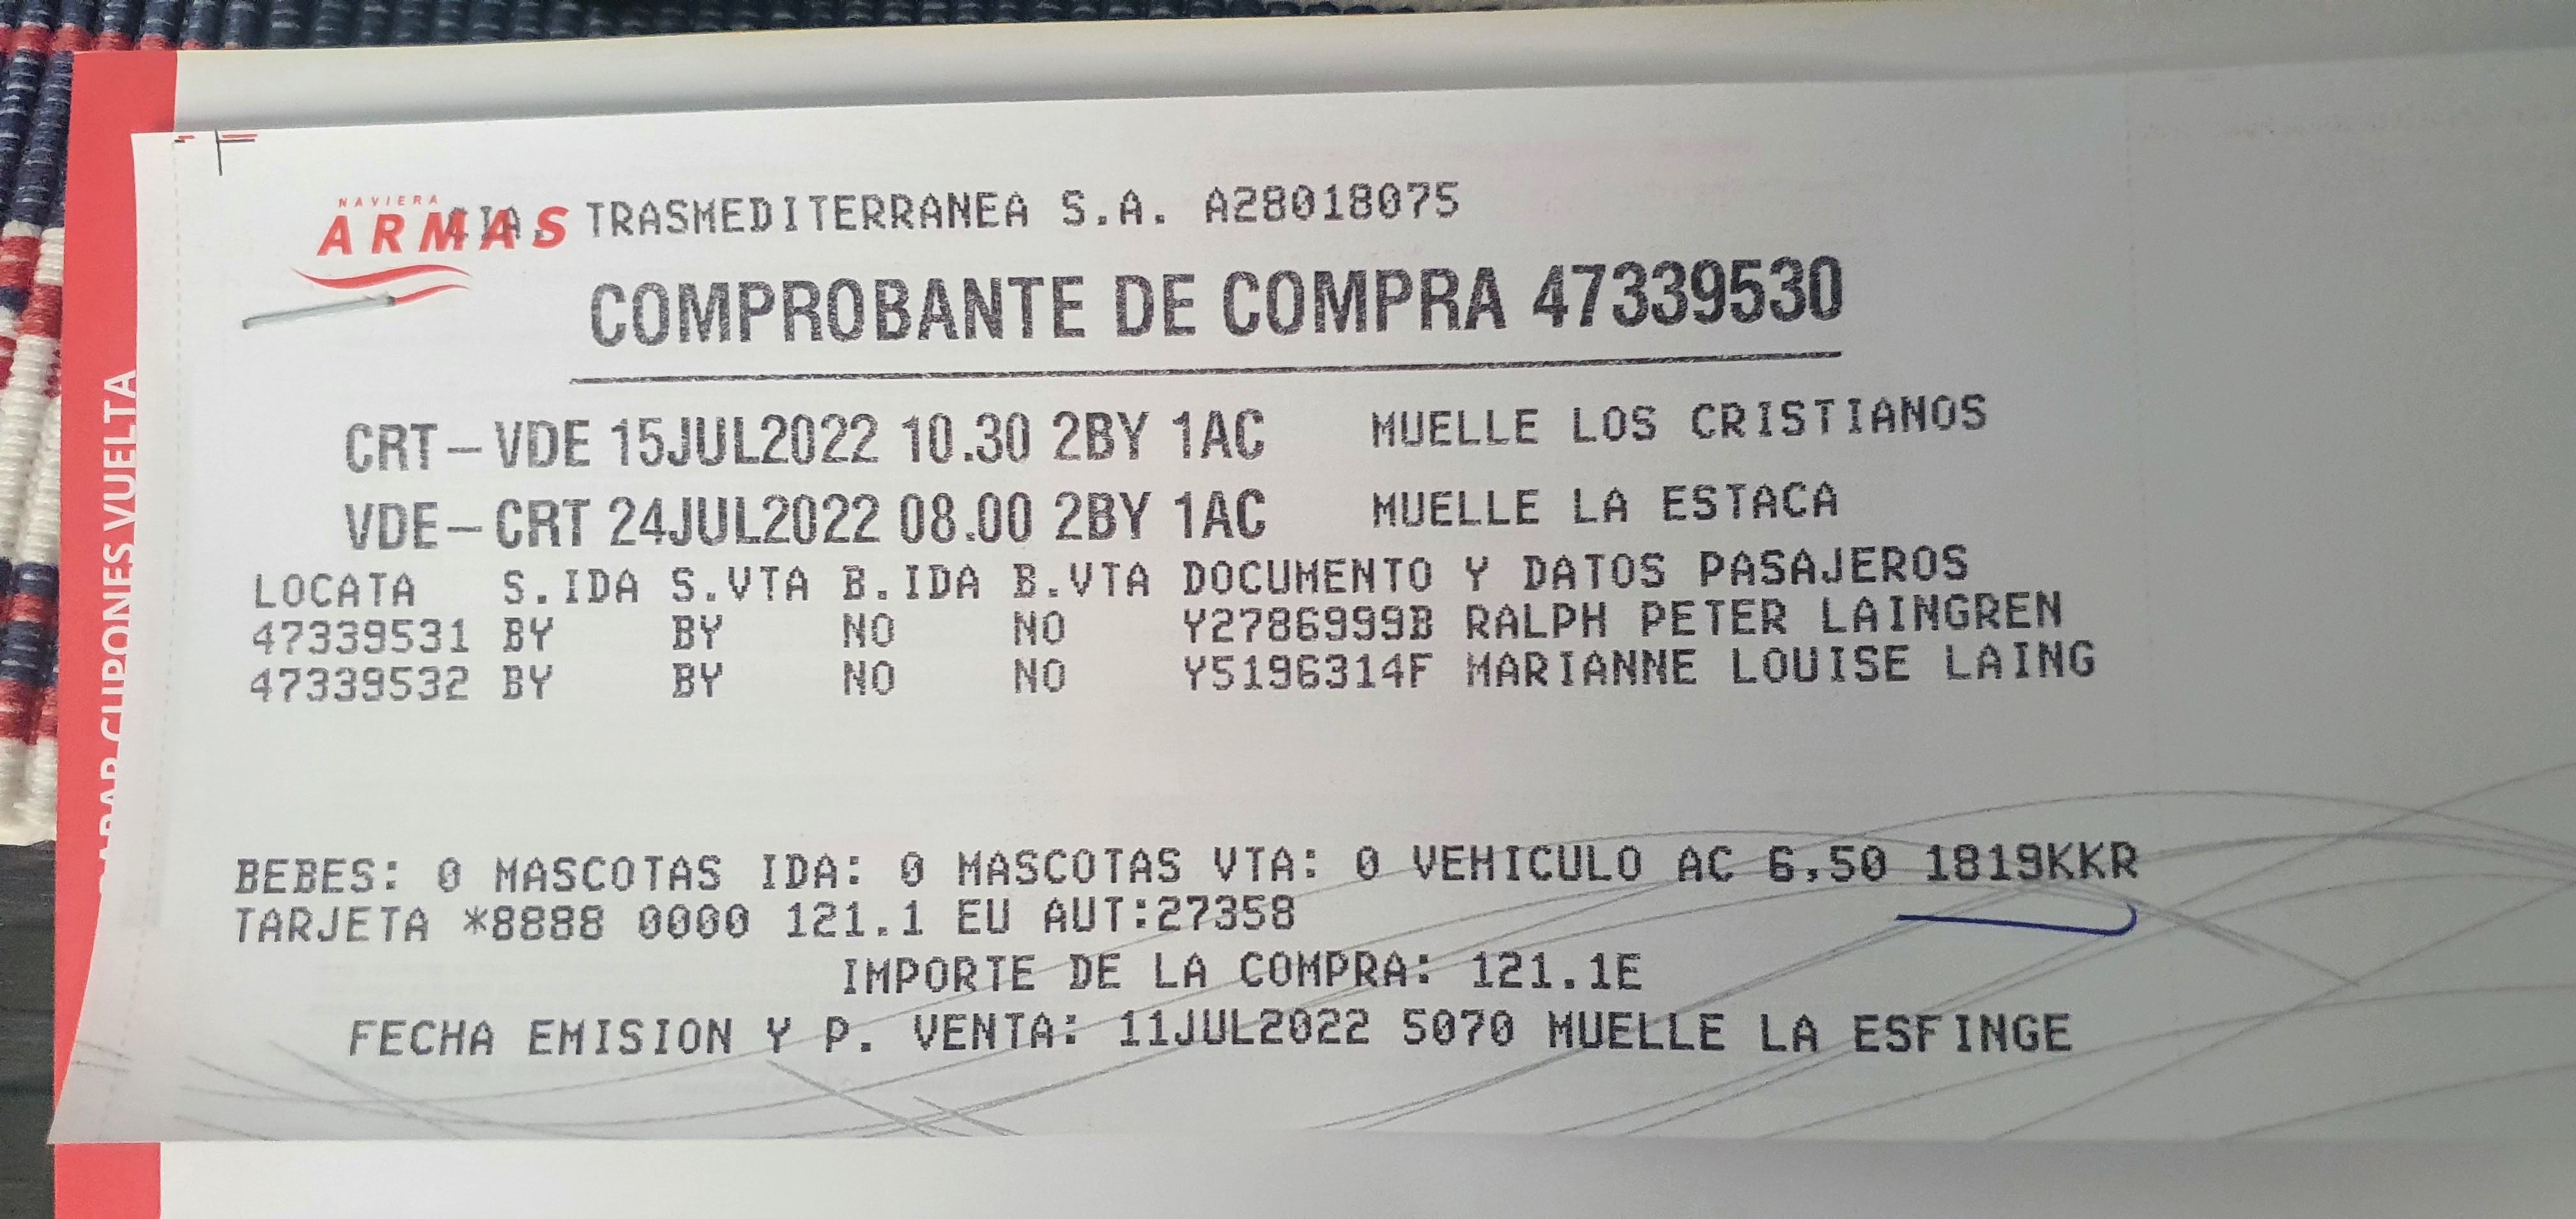 NAVIERA
ARMAS
CIA. TRASMEDITERRANEA S.A. A28018075
COMPROBANTE DE COMPRA 47339530
CRT-VDE 15JUL2022 10.30 2BY 1AC MUELLE LOS CRISTIANOS
VDE-CRT 24JUL2022 08.00 2BY 1AC MUELLE LA ESTACA
LOCATA S.IDA S.VTA B.IDA B.VTA DOCUMENTO Y DATOS PASAJEROS
47339531 BY BY NO NO Y2786999B RALPH PETER LAINGREN
47339532 BY BY NO NO Y5196314F MARIANNE LOUISE LAING
BEBES: 0 MASCOTAS IDA: 0 MASCOTAS VTA: 0 VEHICULO AC 6.50 1819KKR
TARJETA *8888 0000 121.1 EU AUT:27358
IMPORTE DE LA COMPRA: 121.1E
FECHA EMISION Y P. VENTA: 11JUL2022 5070 MUELLE LA ESFINGE
CUPONES VUELTA